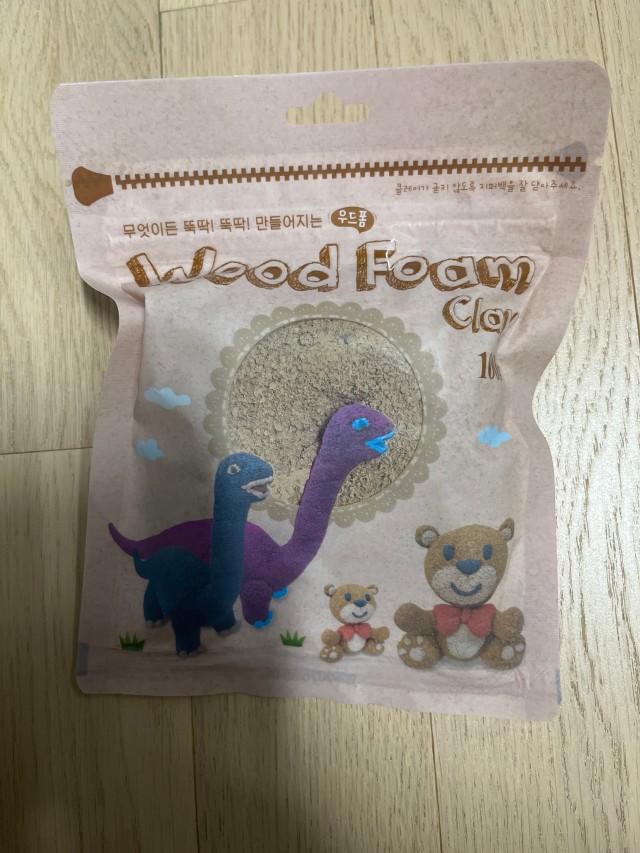 클레이가 굳지 않도록 지퍼백을 잘 닫아주세요.
무엇이든 뚝딱! 뚝딱! 만들어지는 우드폼
Wood Foam
Clay